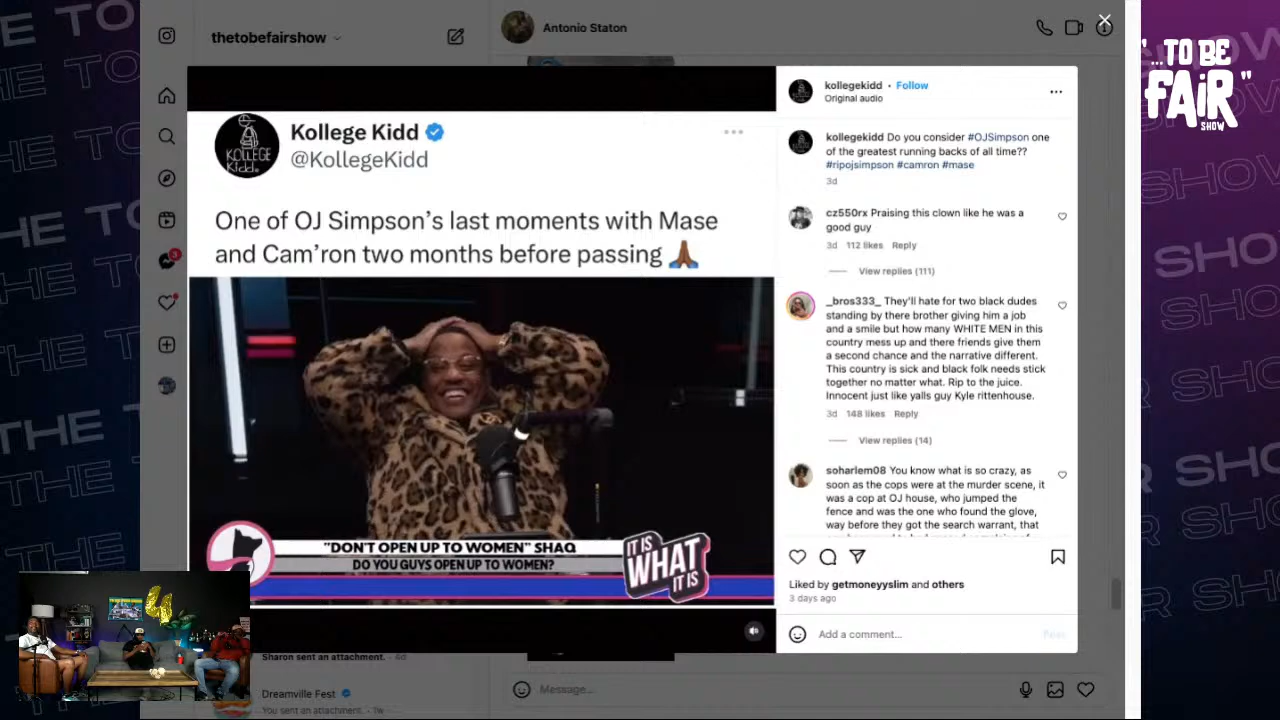 thetobefairshow
Antonio Staton
"...TO BE
FAIR"
SHOW
3
Kollege Kidd
@KollegeKidd
KOLLEGE
Kidd
One of OJ Simpson's last moments with Mase
and Cam'ron two months before passing 🙏🏾
"DON'T OPEN UP TO WOMEN" SHAQ
DO YOU GUYS OPEN UP TO WOMEN?
IT IS
WHAT
IT IS
kollegekidd • Follow
Original audio
kollegekidd Do you consider #OJSimpson one
of the greatest running backs of all time??
#ripojsimpson #camron #mase
3d
cz550rx Praising this clown like he was a
good guy
3d 112 likes Reply
View replies (111)
_bros333_ They'll hate for two black dudes
standing by there brother giving him a job
and a smile but how many WHITE MEN in this
country mess up and there friends give them
a second chance and the narrative different.
This country is sick and black folk needs stick
together no matter what. Rip to the juice.
Innocent just like yalls guy Kyle rittenhouse.
3d 148 likes Reply
View replies (14)
soharlem08 You know what is so crazy, as
soon as the cops were at the murder scene, it
was a cop at OJ house, who jumped the
fence and was the one who found the glove,
way before they got the search warrant, that
Liked by getmoneyyslim and others
3 days ago
Add a comment...
Post
Sharon sent an attachment. · 4d
Dreamville Fest
You sent an attachment. · 1w
Message...